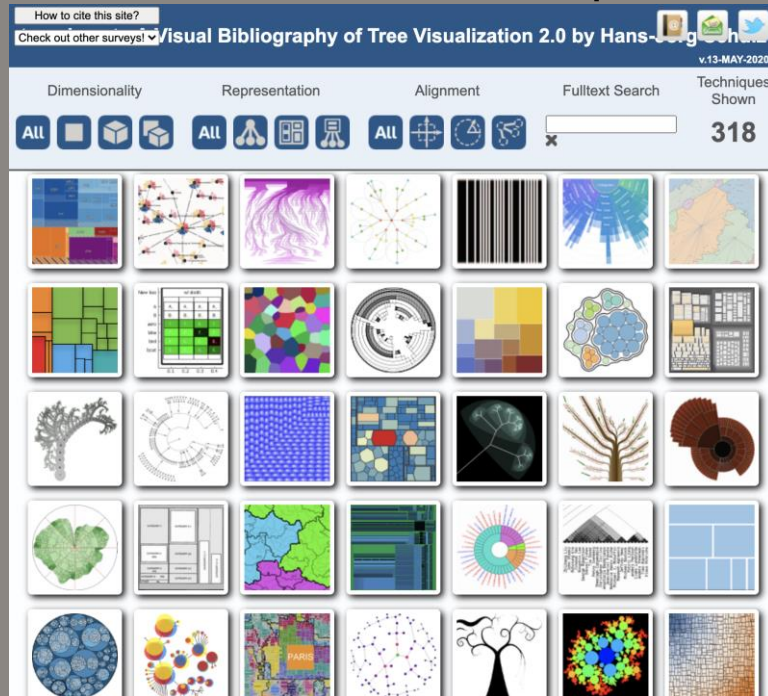 How to cite this site?
Check out other surveys!
Visual Bibliography of Tree Visualization 2.0 by Hans-
v.13-MAY-2020
Dimensionality
Representation
Alignment
Fulltext Search
Techniques
Shown
All
All
All
318
PARIS